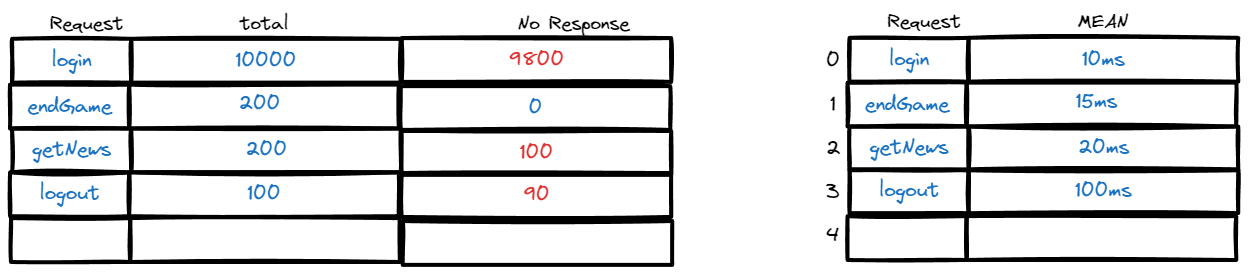 Request total No Response
login 10000 9800
endGame 200 0
getNews 200 100
logout 100 90
Request MEAN
0 login 10ms
1 endGame 15ms
2 getNews 20ms
3 logout 100ms
4